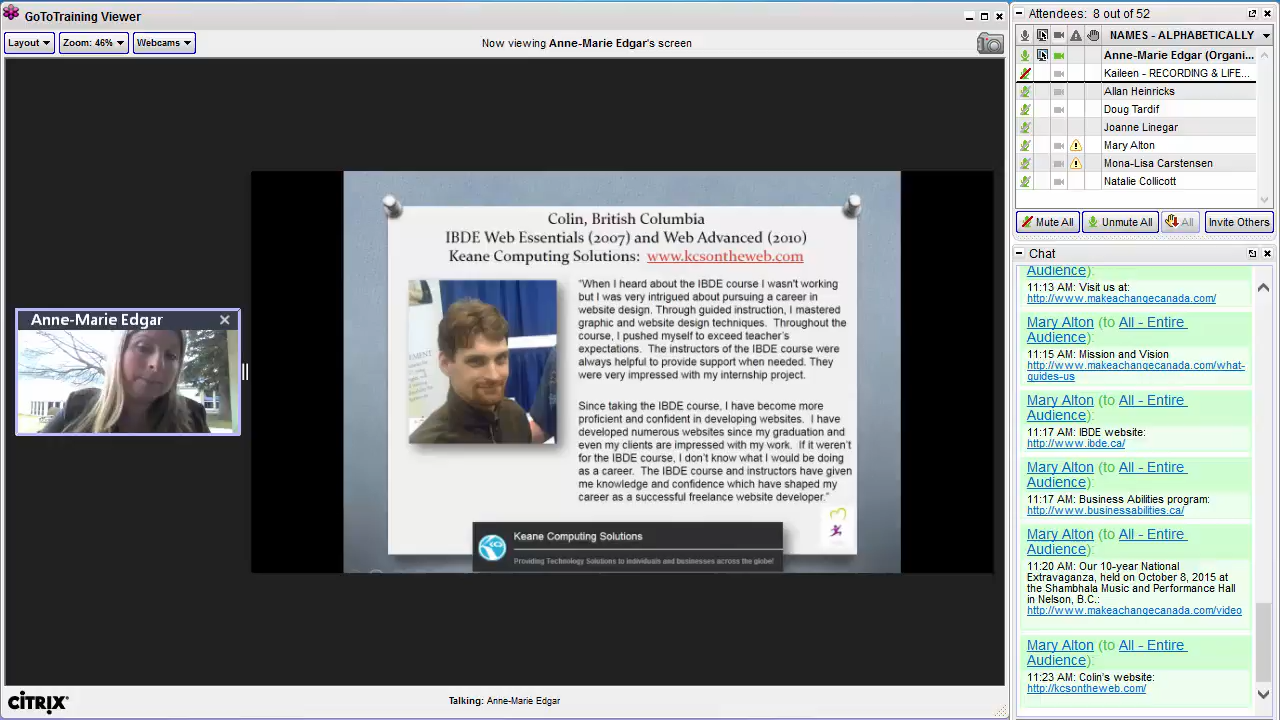 GoToTraining Viewer
Layout
Zoom: 46%
Webcams
Now viewing Anne-Marie Edgar's screen
Anne-Marie Edgar
Colin, British Columbia
IBDE Web Essentials (2007) and Web Advanced (2010)
Keane Computing Solutions: www.kcsontheweb.com
"When I heard about the IBDE course I wasn't working
but I was very intrigued about pursuing a career in
website design. Through guided instruction, I mastered
graphic and website design techniques. Throughout the
course, I pushed myself to exceed teacher's
expectations. The instructors of the IBDE course were
always helpful to provide support when needed. They
were very impressed with my internship project.
Since taking the IBDE course, I have become more
proficient and confident in developing websites. I have
developed numerous websites since my graduation and
even my clients are impressed with my work. If it weren't
for the IBDE course, I don't know what I would be doing
as a career. The IBDE course and instructors have given
me knowledge and confidence which have shaped my
career as a successful freelance website developer."
Keane Computing Solutions
Providing Technology Solutions to individuals and businesses across the globe!
CITRIX
Talking: Anne-Marie Edgar
Attendees: 8 out of 52
NAMES - ALPHABETICALLY
Anne-Marie Edgar (Organi...
Kaileen - RECORDING & LIFE...
Allan Heinricks
Doug Tardif
Joanne Linegar
Mary Alton
Mona-Lisa Carstensen
Natalie Collicott
Mute All
Unmute All
All
Invite Others
Chat
Audience):
11:13 AM: Visit us at:
http://www.makeachangecanada.com/
Mary Alton (to All - Entire
Audience):
11:15 AM: Mission and Vision
http://www.makeachangecanada.com/what-
guides-us
Mary Alton (to All - Entire
Audience):
11:17 AM: IBDE website:
http://www.ibde.ca/
Mary Alton (to All - Entire
Audience):
11:17 AM: Business Abilities program:
http://www.businessabilities.ca/
Mary Alton (to All - Entire
Audience):
11:20 AM: Our 10-year National
Extravaganza, held on October 8, 2015 at
the Shambhala Music and Performance Hall
in Nelson, B.C.:
http://www.makeachangecanada.com/video
Mary Alton (to All - Entire
Audience):
11:23 AM: Colin's website:
http://kcsontheweb.com/